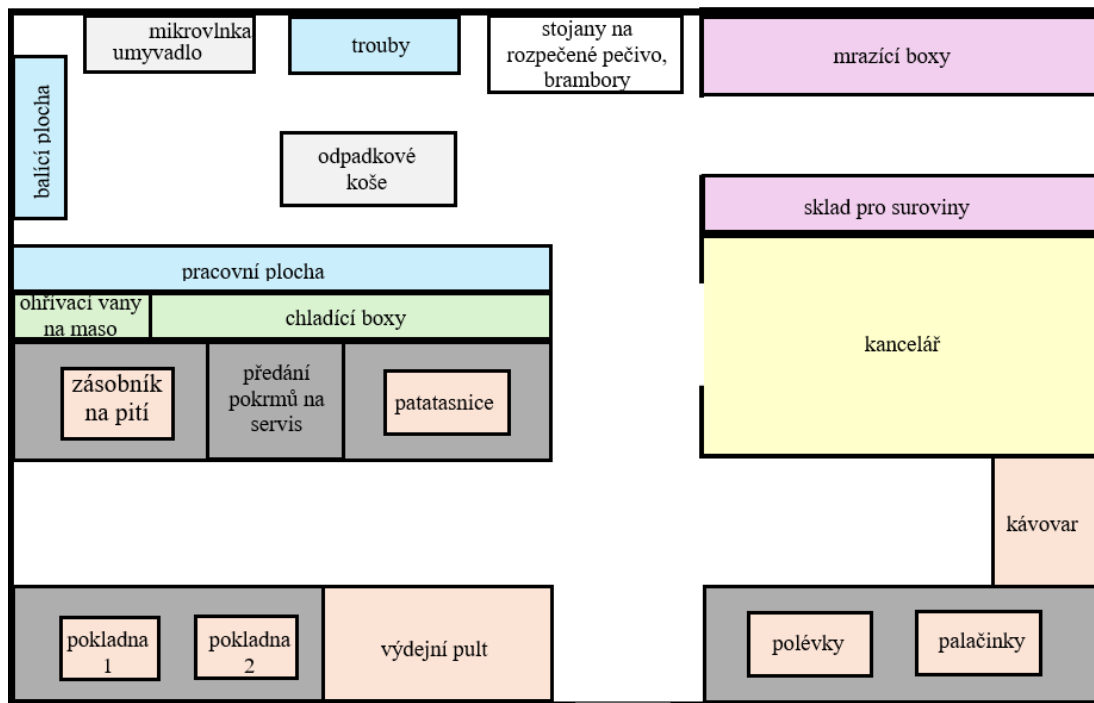 mikrovlnka
umyvadlo
trouby
stojany na
rozpečené pečivo,
brambory
mrazící boxy
balící plocha
odpadkové
koše
sklad pro suroviny
pracovní plocha
ohřívací vany
na maso
chladící boxy
kancelář
zásobník
na pití
předání
pokrmů na
servis
patatasnice
kávovar
pokladna
1
pokladna
2
výdejní pult
polévky
palačinky